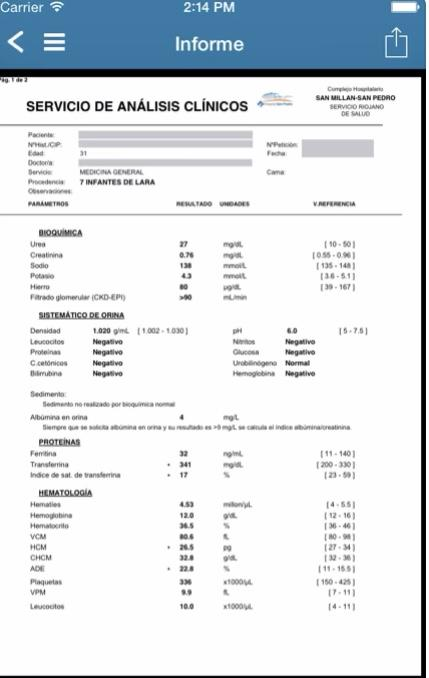 Carrier 2:14 PM
Informe
Pág. 1 de 2
Complejo Hospitalario
SAN MILLAN-SAN PEDRO
SERVICIO RIOJANO
DE SALUD
SERVICIO DE ANÁLISIS CLÍNICOS
Paciente:
NºHist./CIP: NºPetición:
Edad: 31 Fecha:
Doctor/a:
Servicio: MEDICINA GENERAL Cama:
Procedencia: 7 INFANTES DE LARA
Observaciones:
PARÁMETROS RESULTADO UNIDADES V.REFERENCIA
BIOQUÍMICA
Urea 27 mg/dL [ 10 - 50 ]
Creatinina 0.76 mg/dL [ 0.55 - 0.96 ]
Sodio 138 mmol/L [ 135 - 148 ]
Potasio 4.3 mmol/L [ 3.6 - 5.1 ]
Hierro 80 µg/dL [ 39 - 167 ]
Filtrado glomerular (CKD-EPI) >90 mL/min
SISTEMÁTICO DE ORINA
Densidad 1.020 g/mL [ 1.002 - 1.030 ] pH 6.0 [ 5 - 7.5 ]
Leucocitos Negativo Nitritos Negativo
Proteínas Negativo Glucosa Negativo
C.cetónicos Negativo Urobilinógeno Normal
Bilirrubina Negativo Hemoglobina Negativo
Sedimento:
Sedimento no realizado por bioquímica normal
Albúmina en orina 4 mg/L
Siempre que se solicita albúmina en orina y su resultado es >9 mg/L se calcula el índice albúmina/creatinina.
PROTEÍNAS
Ferritina 32 ng/mL [ 11 - 140 ]
Transferrina * 341 mg/dL [ 200 - 330 ]
Indice de sat. de transferrina * 17 % [ 23 - 59 ]
HEMATOLOGÍA
Hematíes 4.53 millon/µL [ 4 - 5.5 ]
Hemoglobina 12.0 g/dL [ 12 - 16 ]
Hematocrito 36.5 % [ 36 - 46 ]
VCM 80.6 fL [ 80 - 98 ]
HCM * 26.5 pg [ 27 - 34 ]
CHCM 32.8 g/dL [ 32 - 36 ]
ADE * 22.8 % [ 11 - 15.5 ]
Plaquetas 336 x1000/µL [ 150 - 425 ]
VPM 9.9 fL [ 7 - 11 ]
Leucocitos 10.0 x1000/µL [ 4 - 11 ]